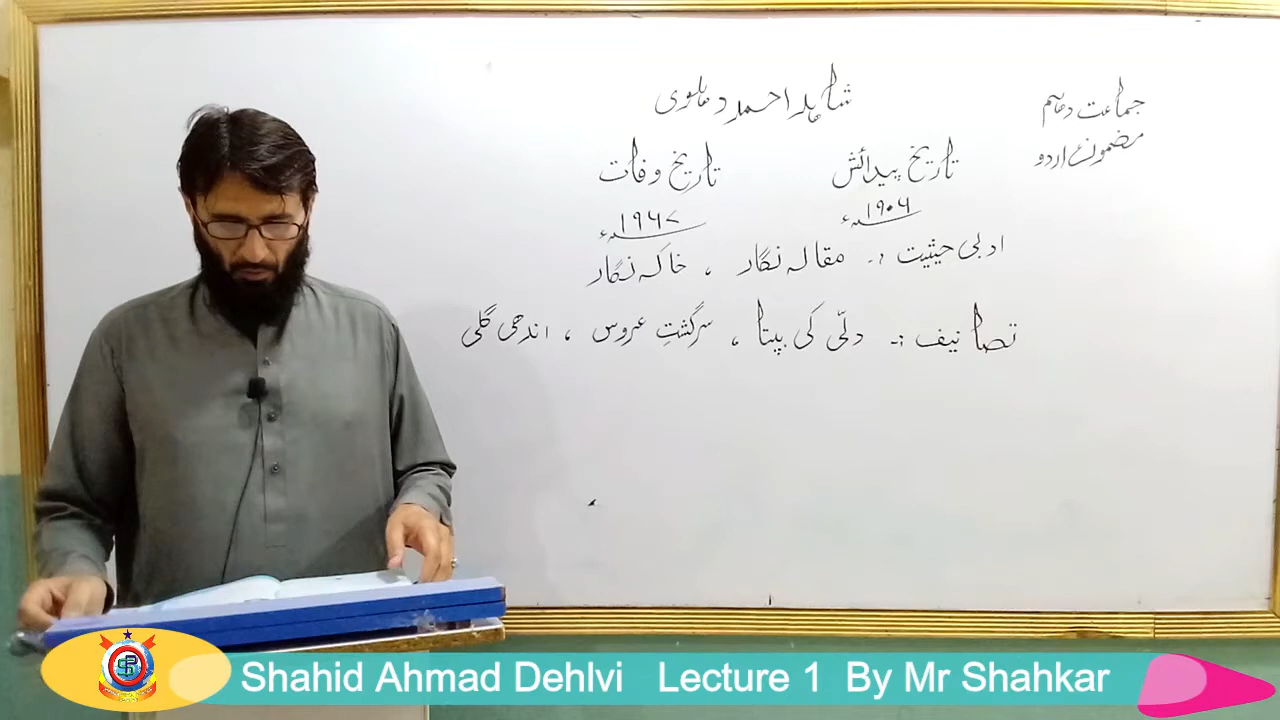 شاہد احمد دہلوی
جماعت دہم
مضمون اردو
تاریخ پیدائش
تاریخ وفات
۱۹۰۶ء
۱۹۶۷ء
ادبی حیثیت :۔ مقالہ نگار ، خاکہ نگار
تصانیف :۔ دلّی کی بپتا ، سرگشتِ عروس ، اندھی گلی
Shahid Ahmad Denlvi Lecture 1 By Mr Shahkar